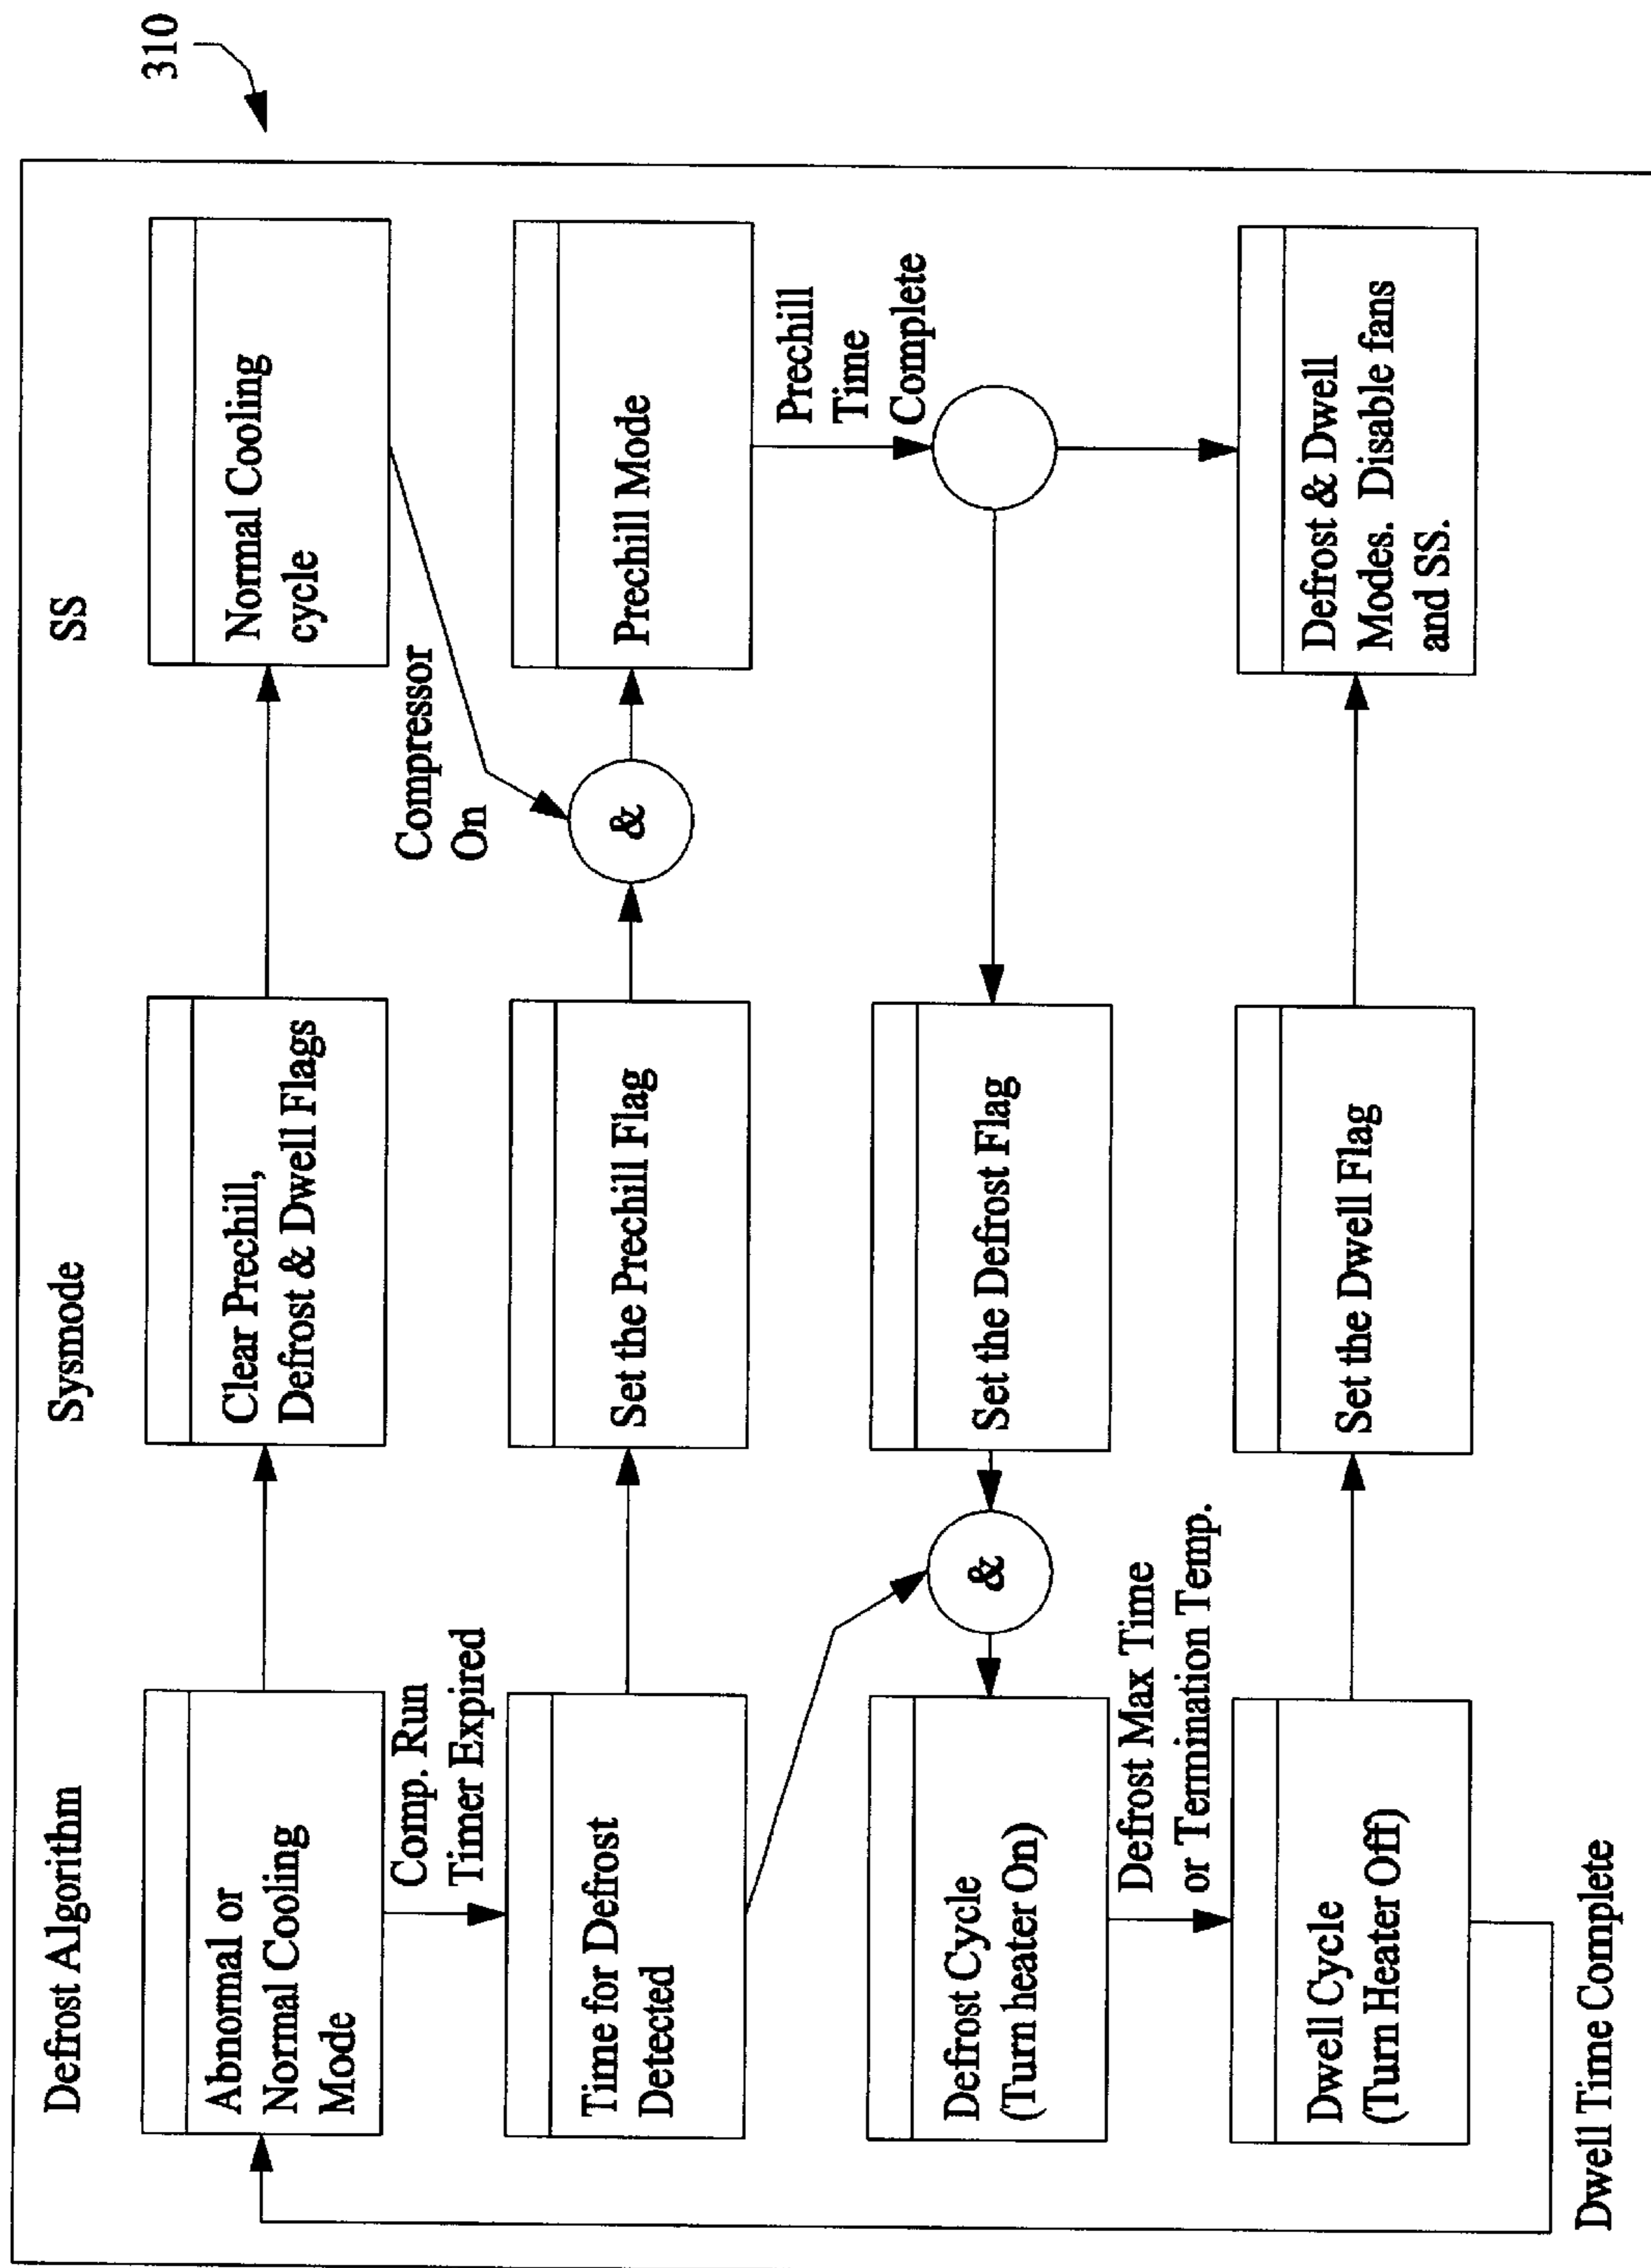 310
Defrost Algorithm
Sysmode
SS
Abnormal or
Normal Cooling
Mode
Clear Prechill,
Defrost & Dwell Flags
Normal Cooling
cycle
Comp. Run
Timer Expired
Compressor
On
Time for Defrost
Detected
Set the Prechill Flag
&
Prechill Mode
Prechill
Time
Complete
Defrost Cycle
(Turn heater On)
&
Set the Defrost Flag
Defrost Max Time
or Termination Temp.
Dwell Cycle
(Turn Heater Off)
Set the Dwell Flag
Defrost & Dwell
Modes. Disable fans
and SS.
Dwell Time Complete